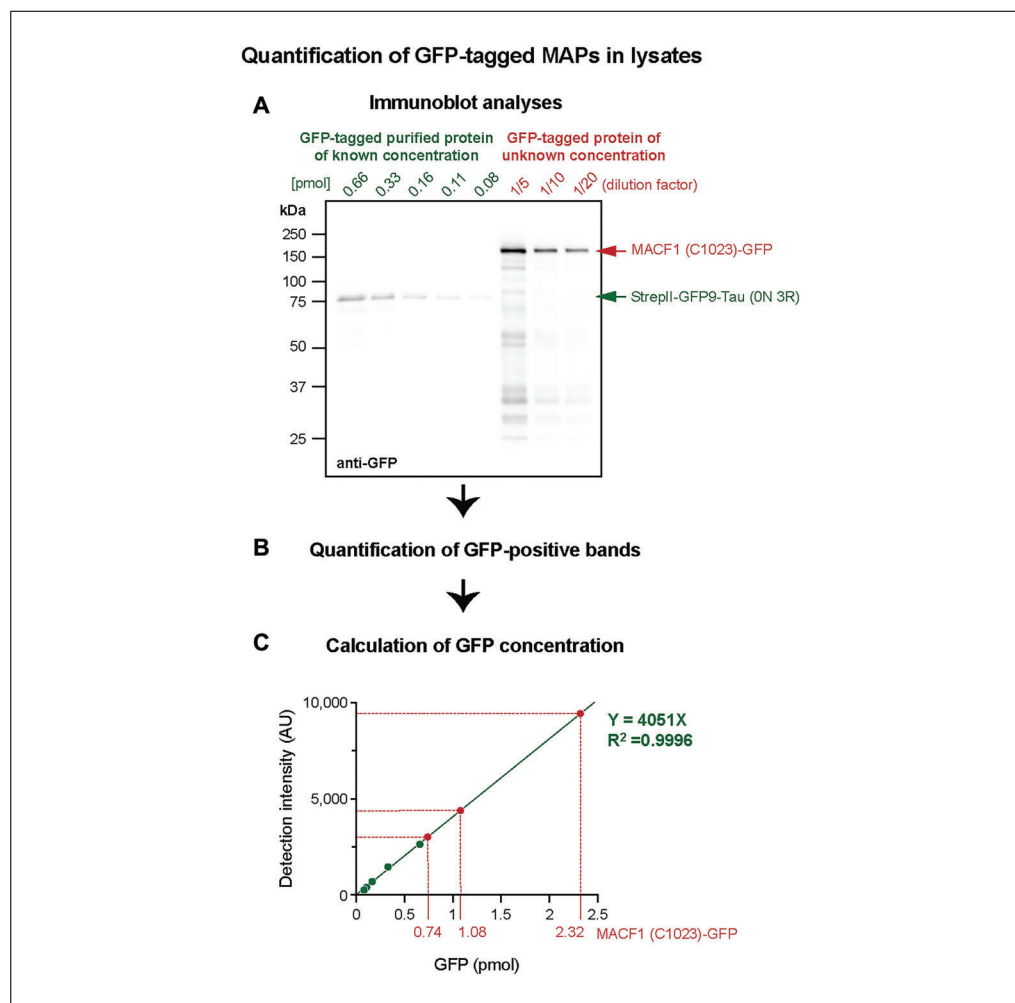 Quantification of GFP-tagged MAPs in lysates
A
Immunoblot analyses
GFP-tagged purified protein
of known concentration
GFP-tagged protein of
unknown concentration
[pmol] 0.66 0.33 0.16 0.11 0.08 1/5 1/10 1/20 (dilution factor)
kDa
250
150
100
75
50
37
25
MACF1 (C1023)-GFP
StrepII-GFP9-Tau (0N 3R)
anti-GFP
B
Quantification of GFP-positive bands
C
Calculation of GFP concentration
Detection intensity (AU)
10,000
5,000
0
Y = 4051X
R² =0.9996
0 0.5 1 1.5 2 2.5
0.74 1.08 2.32 MACF1 (C1023)-GFP
GFP (pmol)